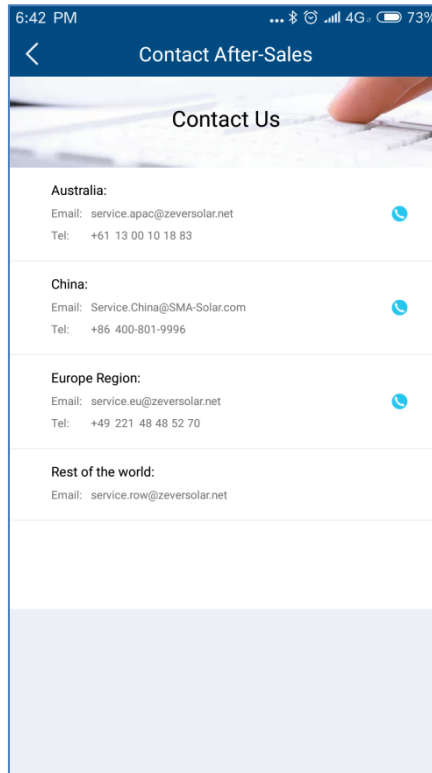 6:42 PM ... 4G 73%
Contact After-Sales
Contact Us
Australia:
Email: service.apac@zeversolar.net
Tel: +61 13 00 10 18 83
China:
Email: Service.China@SMA-Solar.com
Tel: +86 400-801-9996
Europe Region:
Email: service.eu@zeversolar.net
Tel: +49 221 48 48 52 70
Rest of the world:
Email: service.row@zeversolar.net